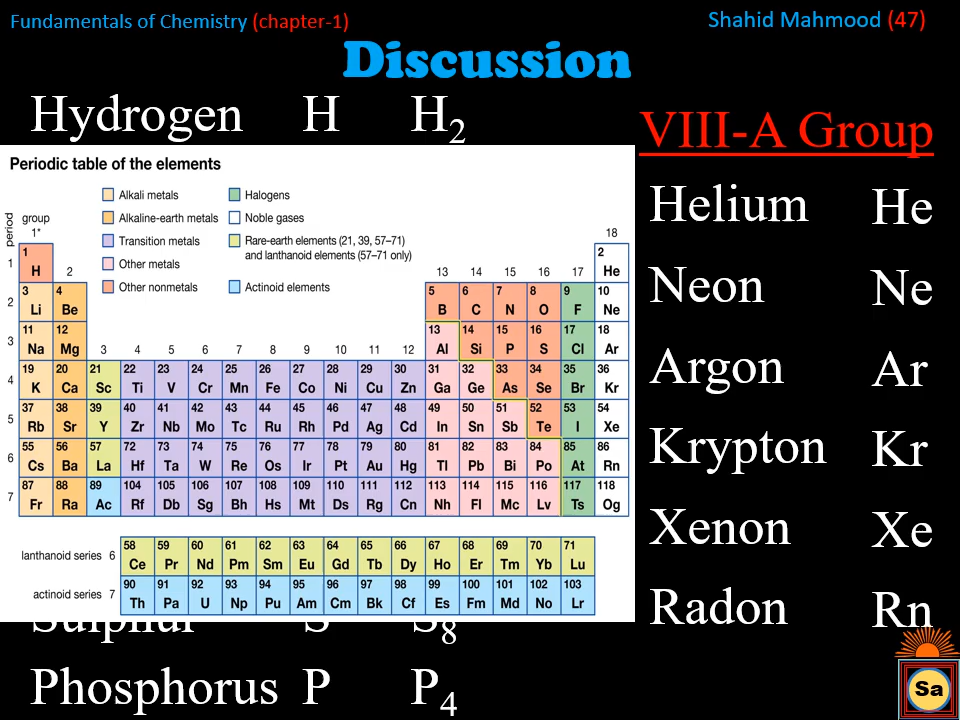 Fundamentals of Chemistry (chapter-1)
Shahid Mahmood (47)
Discussion
Hydrogen H H2
VIII-A Group
Helium He
Neon Ne
Argon Ar
Krypton Kr
Xenon Xe
Radon Rn
Periodic table of the elements
Alkali metals
Alkaline-earth metals
Transition metals
Other metals
Other nonmetals
Halogens
Noble gases
Rare-earth elements (21, 39, 57–71)
and lanthanoid elements (57–71 only)
Actinoid elements
period
group
1* 2 3 4 5 6 7 8 9 10 11 12 13 14 15 16 17 18
1 1 H 2 He
2 3 Li 4 Be 5 B 6 C 7 N 8 O 9 F 10 Ne
3 11 Na 12 Mg 13 Al 14 Si 15 P 16 S 17 Cl 18 Ar
4 19 K 20 Ca 21 Sc 22 Ti 23 V 24 Cr 25 Mn 26 Fe 27 Co 28 Ni 29 Cu 30 Zn 31 Ga 32 Ge 33 As 34 Se 35 Br 36 Kr
5 37 Rb 38 Sr 39 Y 40 Zr 41 Nb 42 Mo 43 Tc 44 Ru 45 Rh 46 Pd 47 Ag 48 Cd 49 In 50 Sn 51 Sb 52 Te 53 I 54 Xe
6 55 Cs 56 Ba 57 La 72 Hf 73 Ta 74 W 75 Re 76 Os 77 Ir 78 Pt 79 Au 80 Hg 81 Tl 82 Pb 83 Bi 84 Po 85 At 86 Rn
7 87 Fr 88 Ra 89 Ac 104 Rf 105 Db 106 Sg 107 Bh 108 Hs 109 Mt 110 Ds 111 Rg 112 Cn 113 Nh 114 Fl 115 Mc 116 Lv 117 Ts 118 Og
lanthanoid series 6 58 Ce 59 Pr 60 Nd 61 Pm 62 Sm 63 Eu 64 Gd 65 Tb 66 Dy 67 Ho 68 Er 69 Tm 70 Yb 71 Lu
actinoid series 7 90 Th 91 Pa 92 U 93 Np 94 Pu 95 Am 96 Cm 97 Bk 98 Cf 99 Es 100 Fm 101 Md 102 No 103 Lr
Sulphur S S8
Phosphorus P P4
Sa